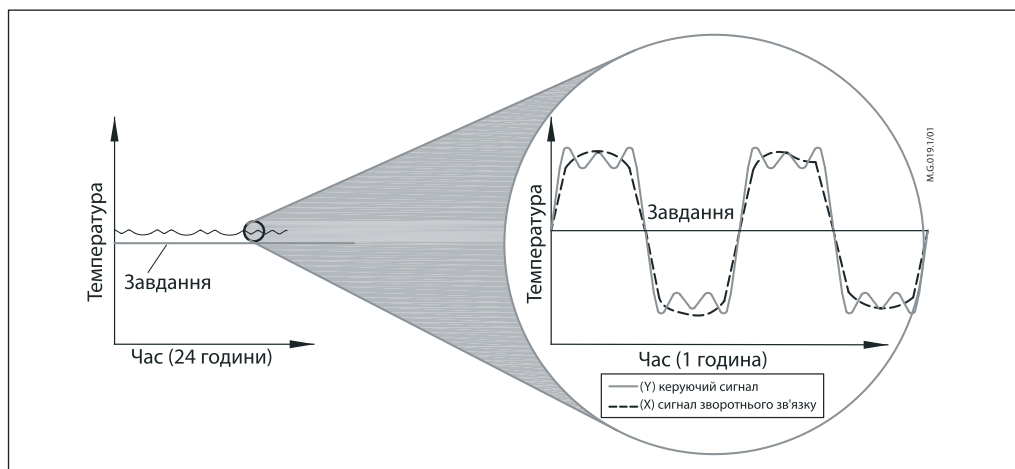 Температура
Завдання
Час (24 години)
Температура
Завдання
Час (1 година)
(Y) керуючий сигнал
(X) сигнал зворотнього зв'язку
M.G.019.1/01